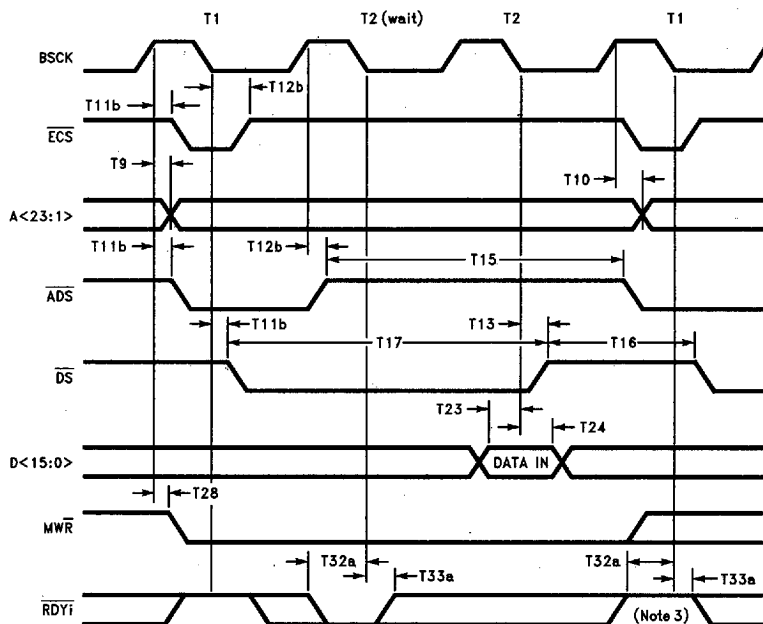 T1 T2 (wait) T2 T1
BSCK
T12b
T11b
ECS
T9
T10
A<23:1>
T11b T12b
T15
ADS
T11b T13
T17 T16
DS
T23
T24
D<15:0> DATA IN
T28
MWR
T32a T32a
T33a T33a
RDYi (Note 3)